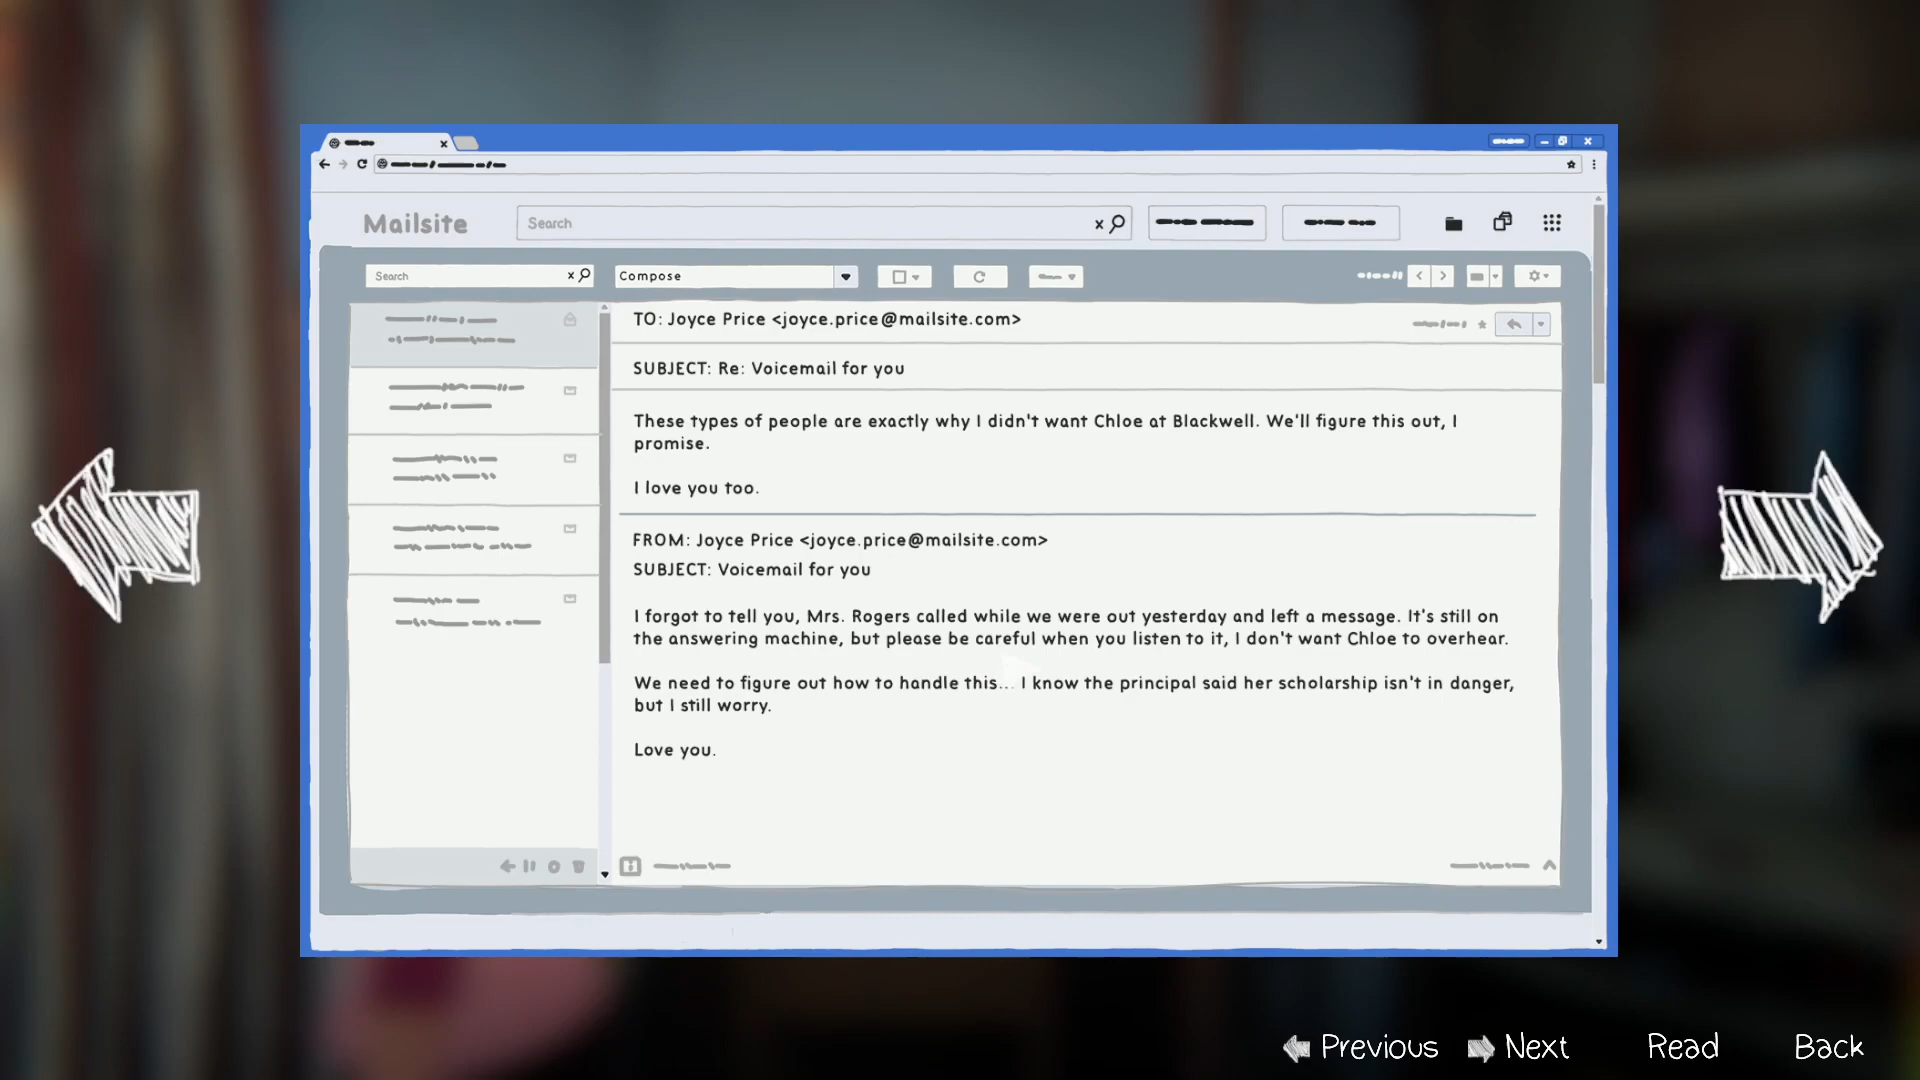 Mailsite
Search
Search
Compose
TO: Joyce Price <joyce.price@mailsite.com>
SUBJECT: Re: Voicemail for you
These types of people are exactly why I didn't want Chloe at Blackwell. We'll figure this out, I
promise.
I love you too.
FROM: Joyce Price <joyce.price@mailsite.com>
SUBJECT: Voicemail for you
I forgot to tell you, Mrs. Rogers called while we were out yesterday and left a message. It's still on
the answering machine, but please be careful when you listen to it, I don't want Chloe to overhear.
We need to figure out how to handle this... I know the principal said her scholarship isn't in danger,
but I still worry.
Love you.
Previous
Next
Read
Back